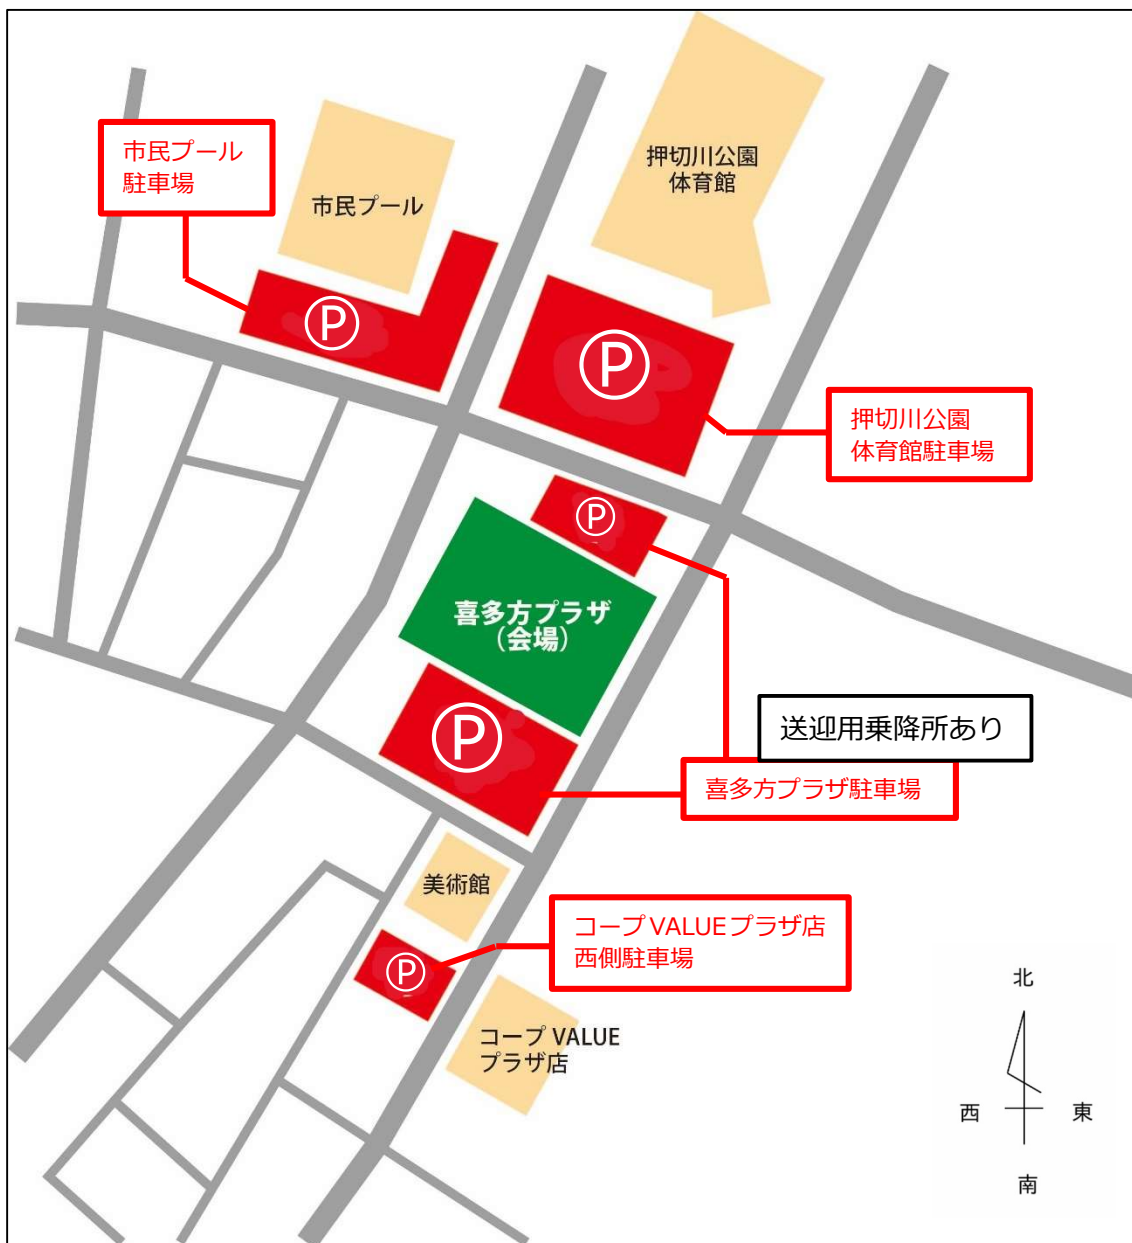 市民プール
駐車場
市民プール
押切川公園
体育館
Ⓟ
Ⓟ
押切川公園
体育館駐車場
Ⓟ
喜多方プラザ
(会場)
Ⓟ
送迎用乗降所あり
喜多方プラザ駐車場
美術館
コープVALUEプラザ店
西側駐車場
Ⓟ
コープ VALUE
プラザ店
北
西
東
南